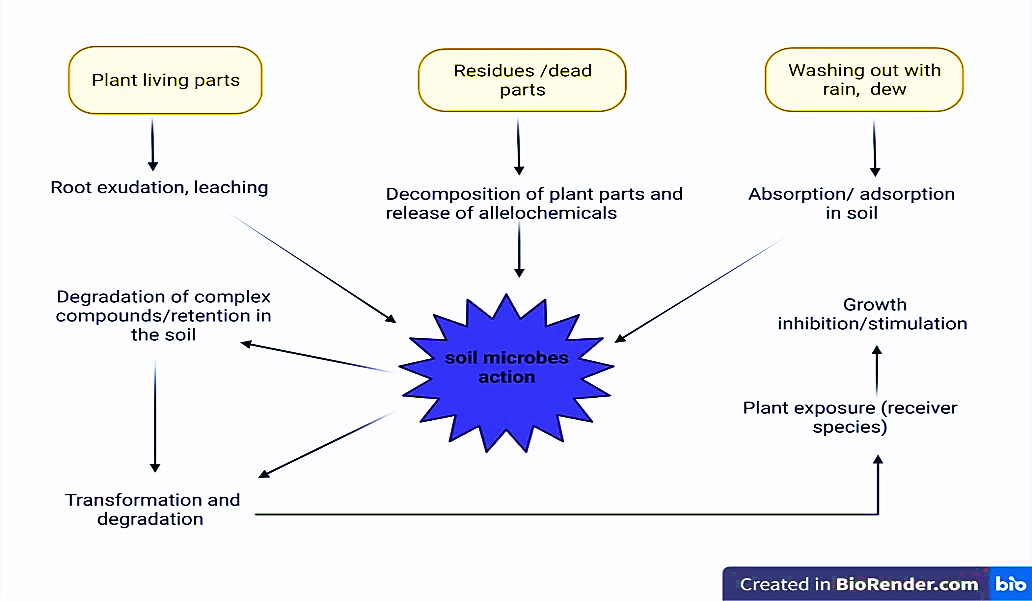 Plant living parts
Residues /dead
parts
Washing out with
rain, dew
Root exudation, leaching
Decomposition of plant parts and
release of allelochemicals
Absorption/ adsorption
in soil
Degradation of complex
compounds/retention in
the soil
soil microbes
action
Growth
inhibition/stimulation
Plant exposure (receiver
species)
Transformation and
degradation
Created in BioRender.com bio